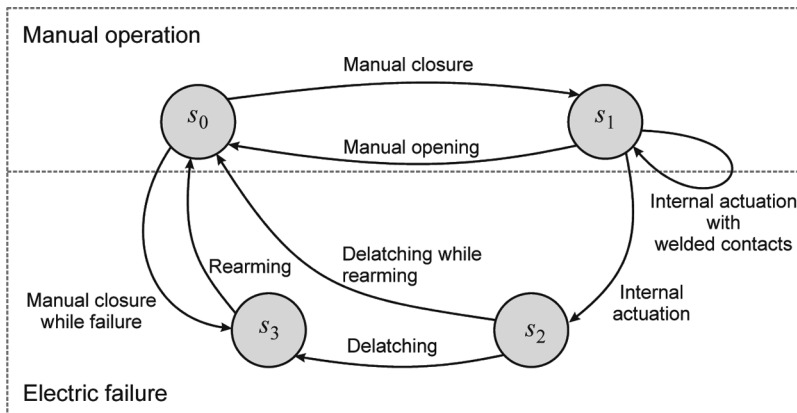 Manual operation
Manual closure
s0
s1
Manual opening
Internal actuation
with
welded contacts
Delatching while
rearming
Rearming
Manual closure
while failure
Internal
actuation
s3
s2
Delatching
Electric failure